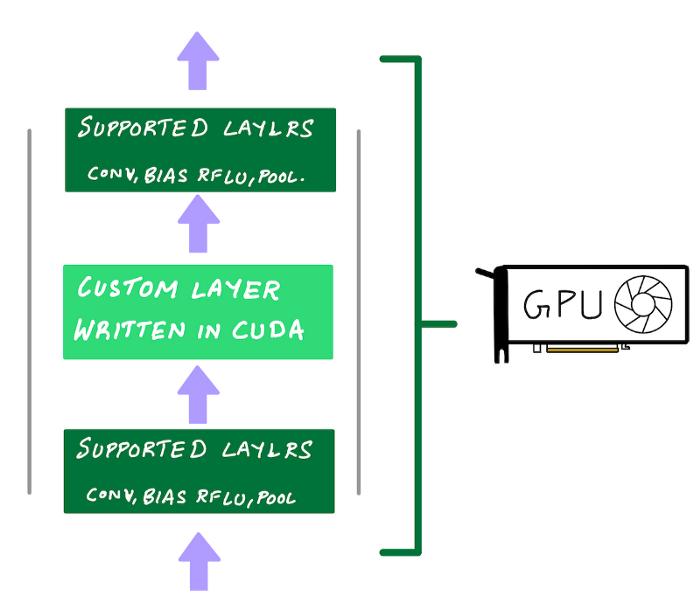 SUPPORTED LAYLRS
CONV, BIAS RFLU, POOL.
CUSTOM LAYER
WRITTEN IN CUDA
SUPPORTED LAYLRS
CONV, BIAS RFLU, POOL
GPU